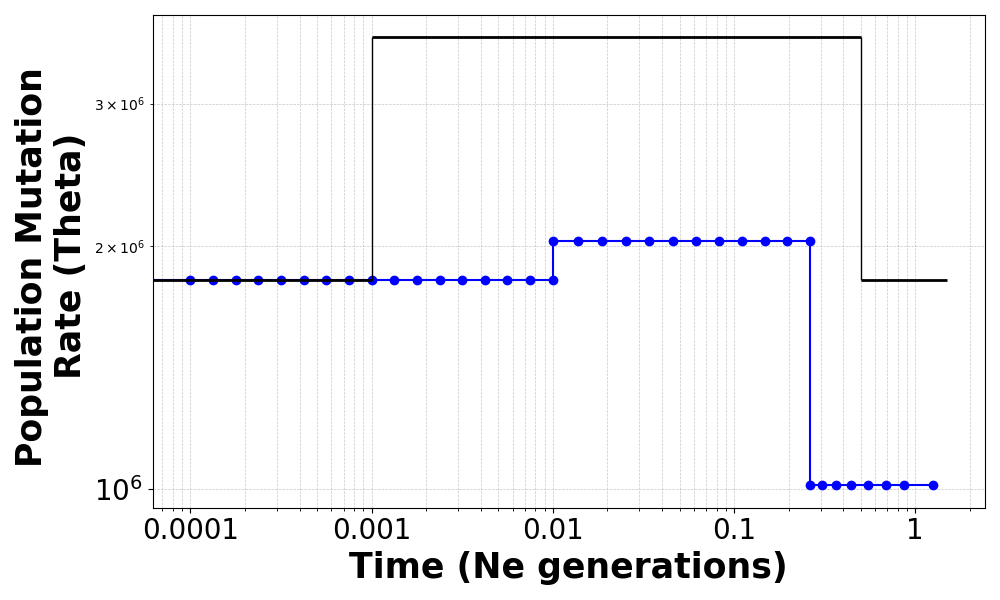 Population Mutation
Rate (Theta)
3 × 10⁶
2 × 10⁶
10⁶
0.0001 0.001 0.01 0.1 1
Time (Ne generations)